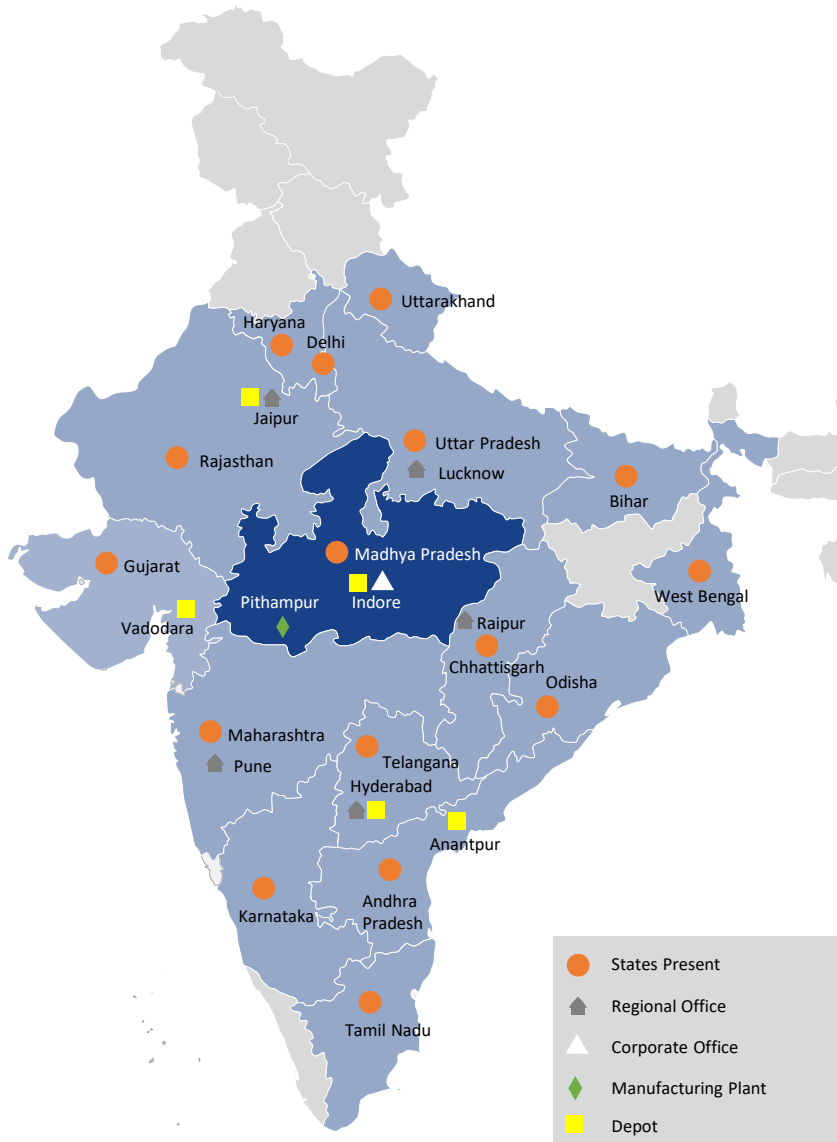 Uttarakhand
Haryana
Delhi
Jaipur
Uttar Pradesh
Rajasthan
Lucknow
Bihar
Madhya Pradesh
Gujarat
Pithampur
Indore
West Bengal
Vadodara
Raipur
Chhattisgarh
Odisha
Maharashtra
Telangana
Pune
Hyderabad
Anantpur
Andhra
Pradesh
Karnataka
Tamil Nadu
States Present
Regional Office
Corporate Office
Manufacturing Plant
Depot